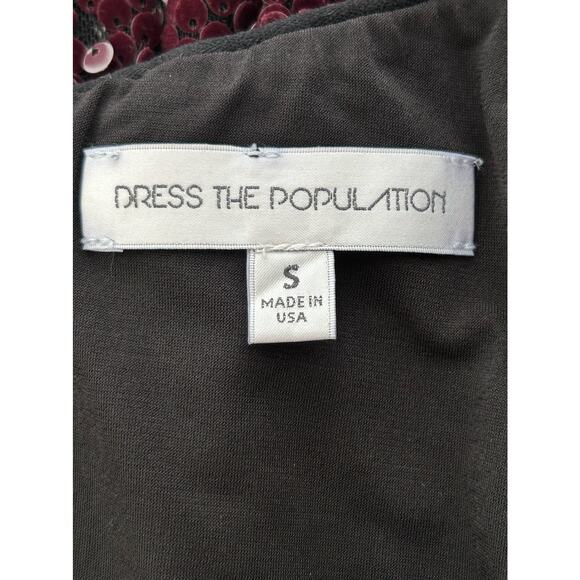 DRESS THE POPULATION
S
MADE IN
USA